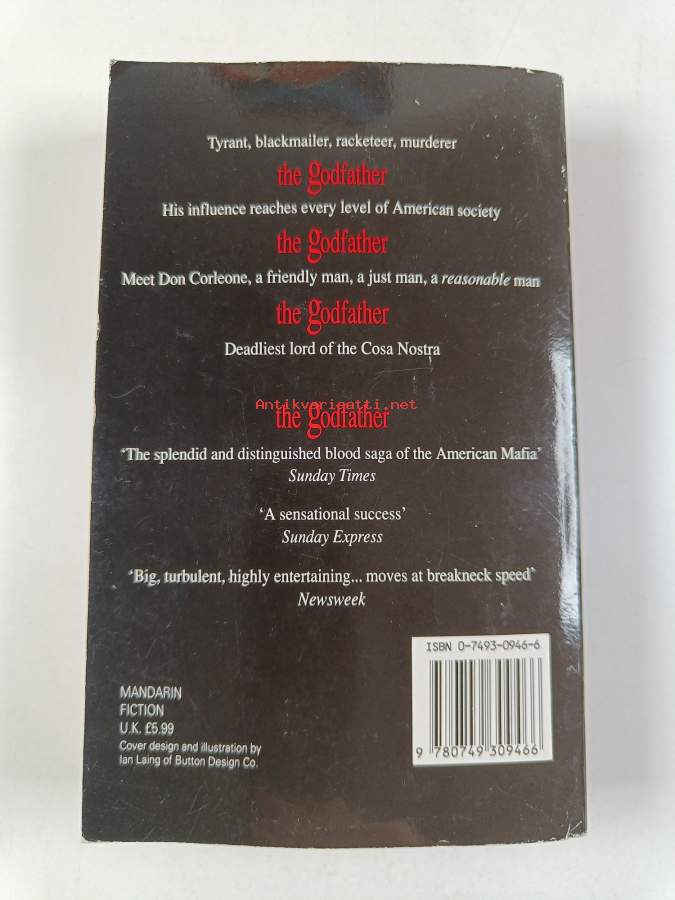 Tyrant, blackmailer, racketeer, murderer
the godfather
His influence reaches every level of American society
the godfather
Meet Don Corleone, a friendly man, a just man, a reasonable man
the godfather
Deadliest lord of the Cosa Nostra
Antikvariaatti.net
the godfather
'The splendid and distinguished blood saga of the American Mafia'
Sunday Times
'A sensational success'
Sunday Express
'Big, turbulent, highly entertaining... moves at breakneck speed'
Newsweek
ISBN 0-7493-0946-6
MANDARIN
FICTION
U.K. £5.99
Cover design and illustration by
Ian Laing of Button Design Co.
9 780749 309466